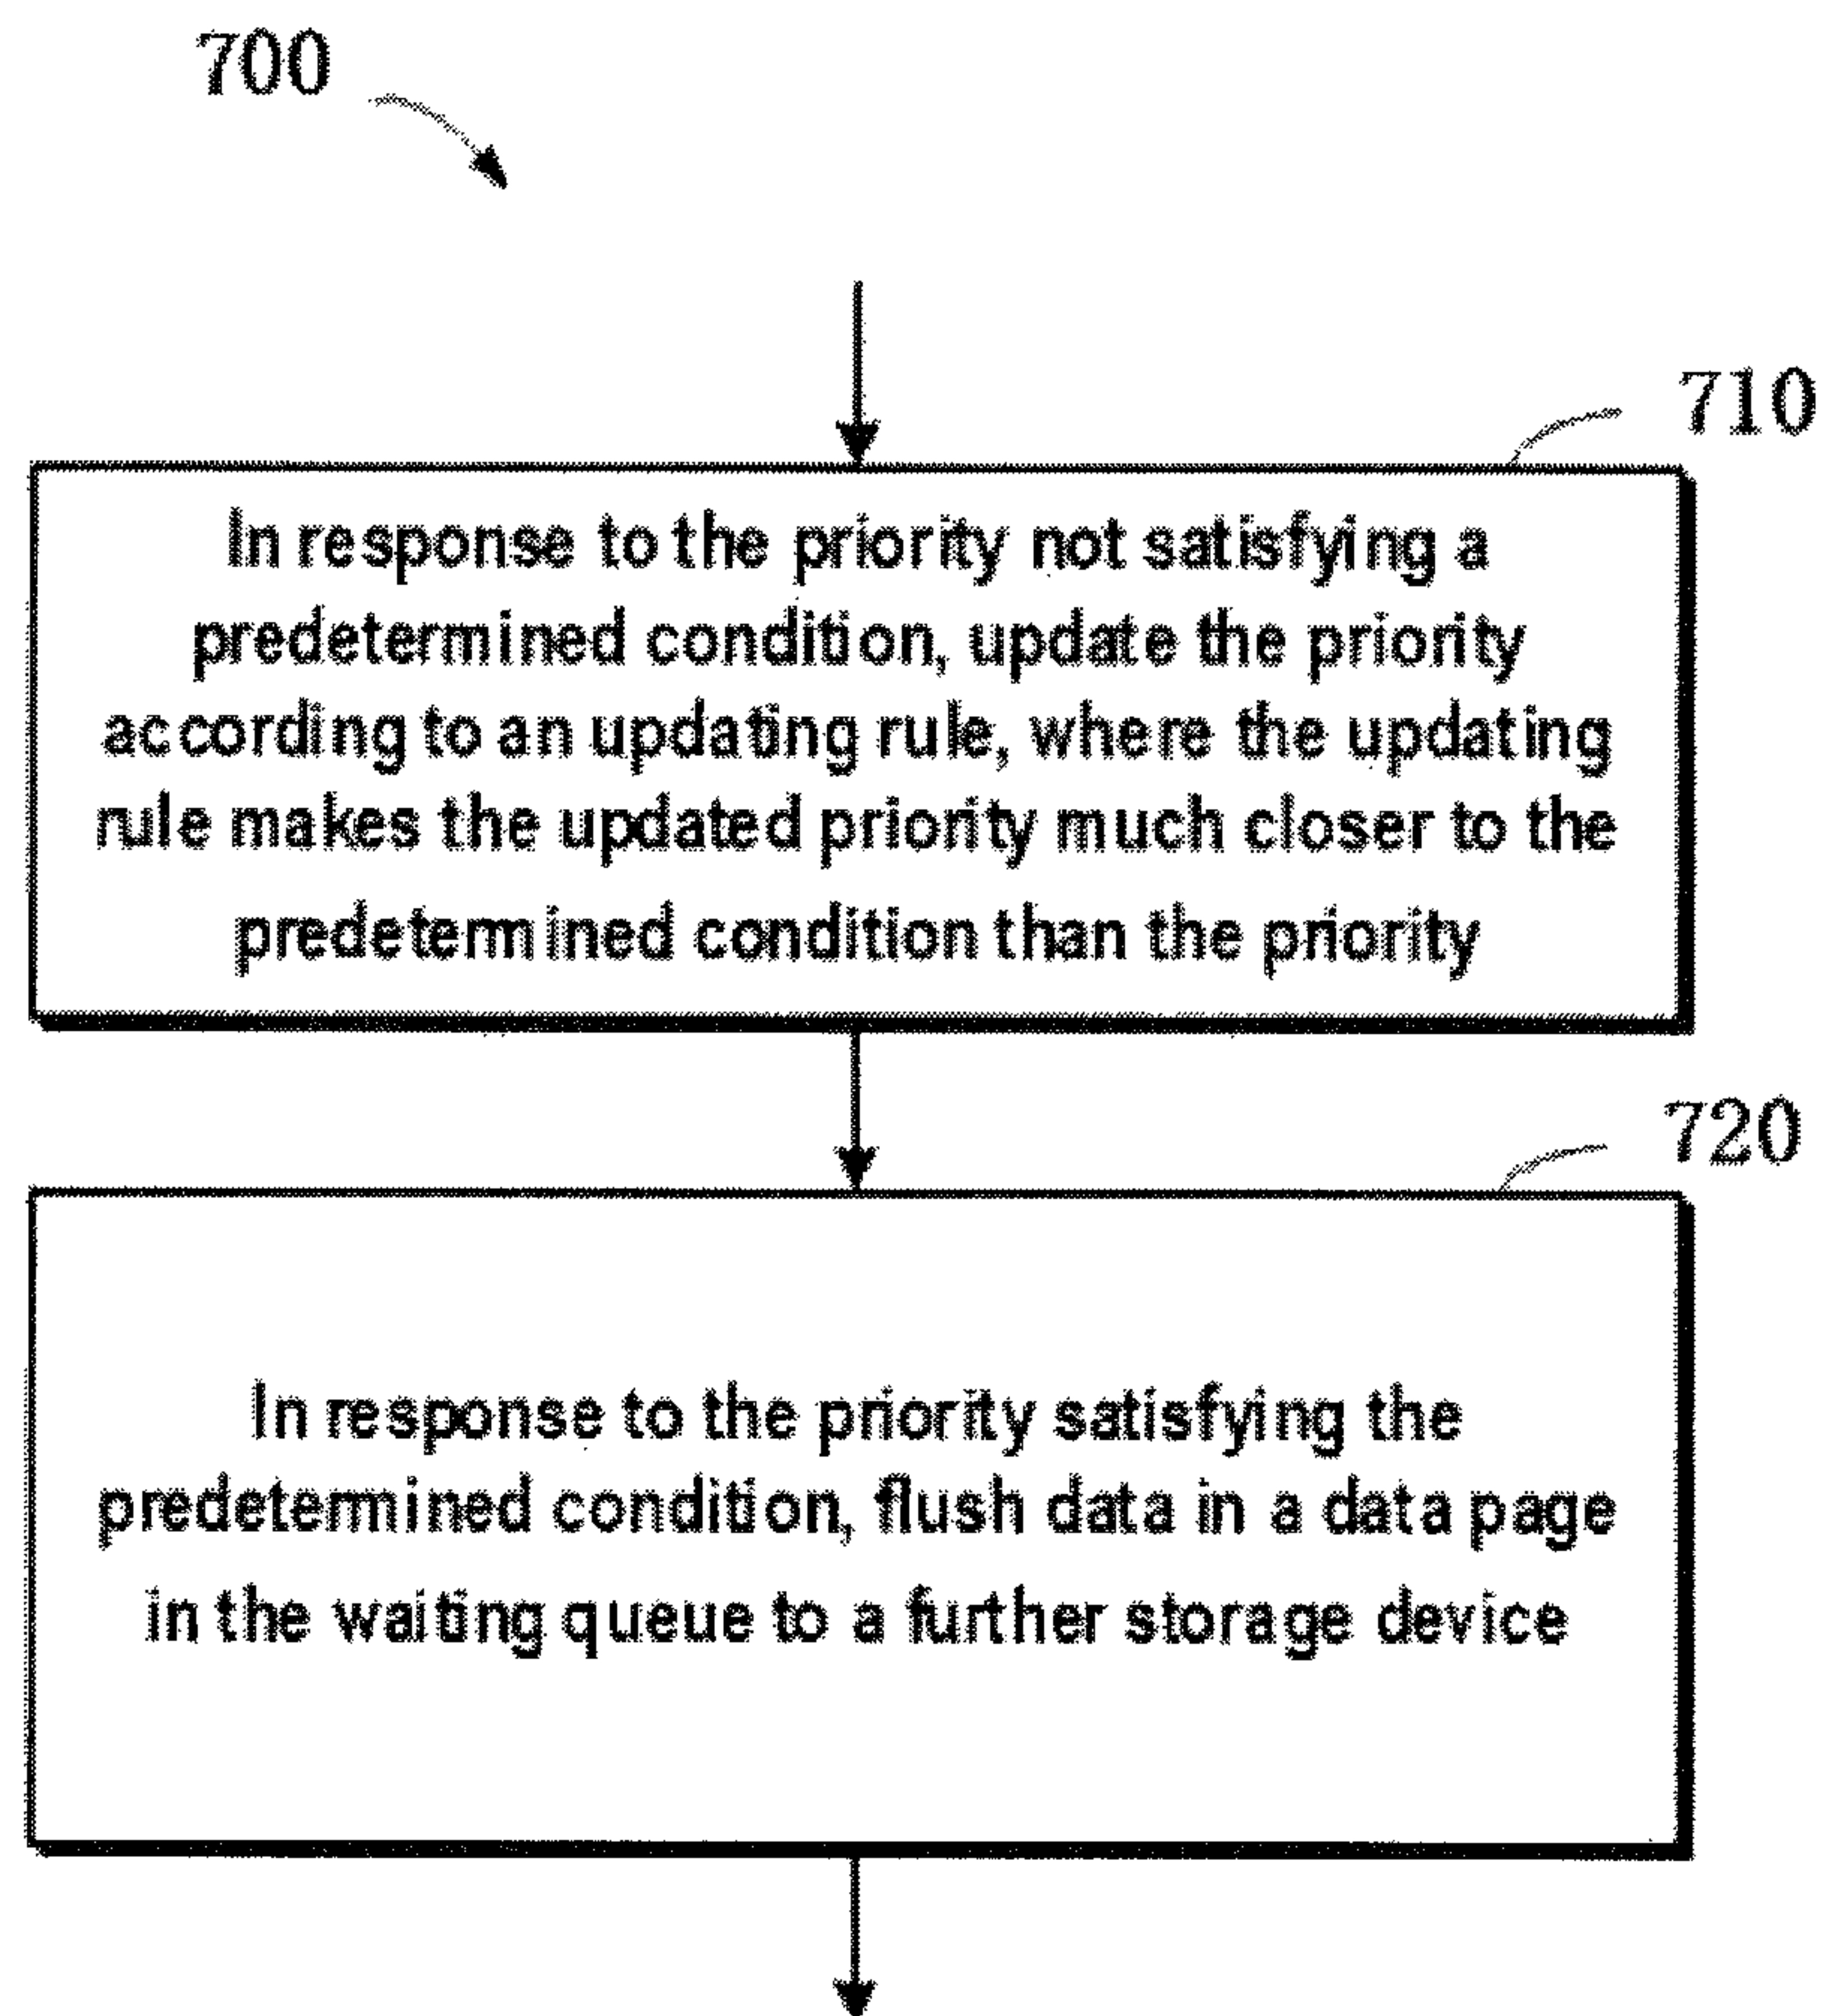 700
710
In response to the priority not satisfying a
predetermined condition, update the priority
according to an updating rule, where the updating
rule makes the updated priority much closer to the
predetermined condition than the priority
720
In response to the priority satisfying the
predetermined condition, flush data in a data page
in the waiting queue to a further storage device